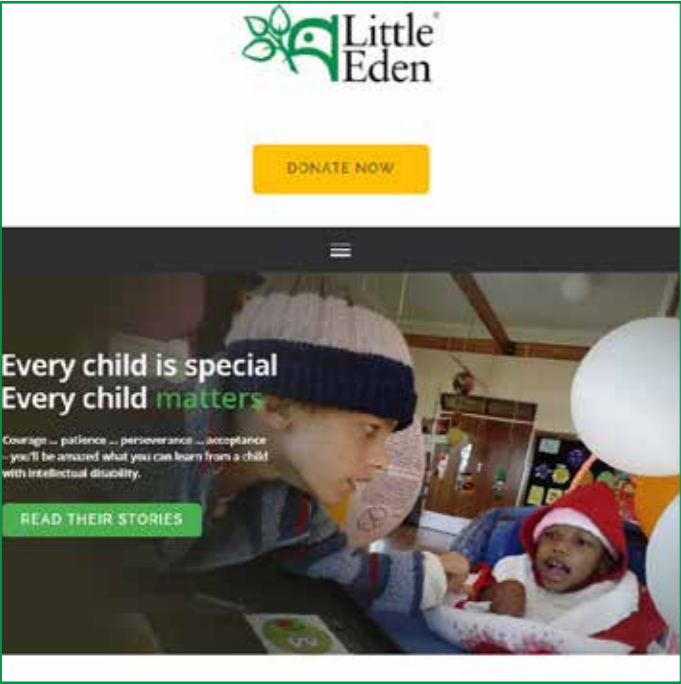 Little
Eden
DONATE NOW
Every child is special
Every child matters
Courage ... patience ... perseverance ... acceptance
- you'll be amazed what you can learn from a child
with intellectual disability.
READ THEIR STORIES